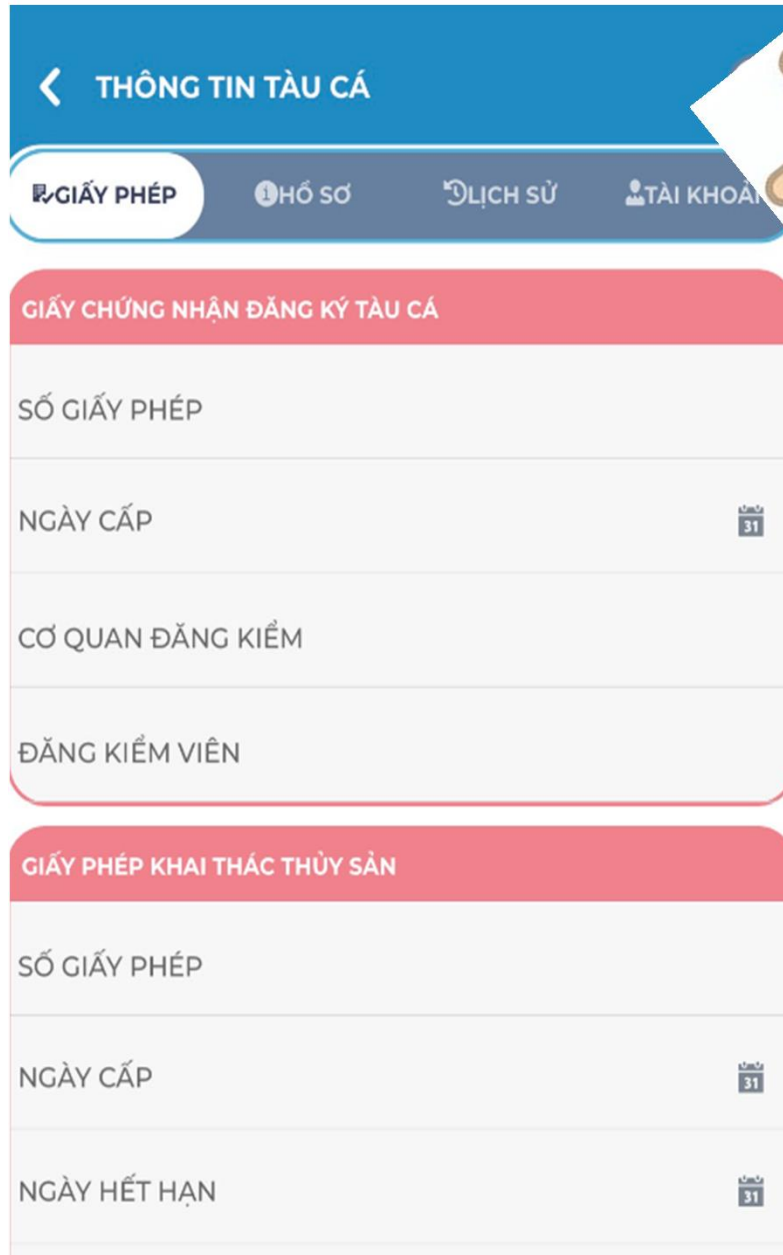 THÔNG TIN TÀU CÁ
GIẤY PHÉP HỒ SƠ LỊCH SỬ TÀI
GIẤY CHỨNG NHẬN ĐĂNG KÝ TÀU CÁ
SỐ GIẤY PHÉP
NGÀY CẤP 31
CƠ QUAN ĐĂNG KIỂM
ĐĂNG KIỂM VIÊN
GIẤY PHÉP KHAI THÁC THỦY SẢN
SỐ GIẤY PHÉP
NGÀY CẤP 31
NGÀY HẾT HẠN 31